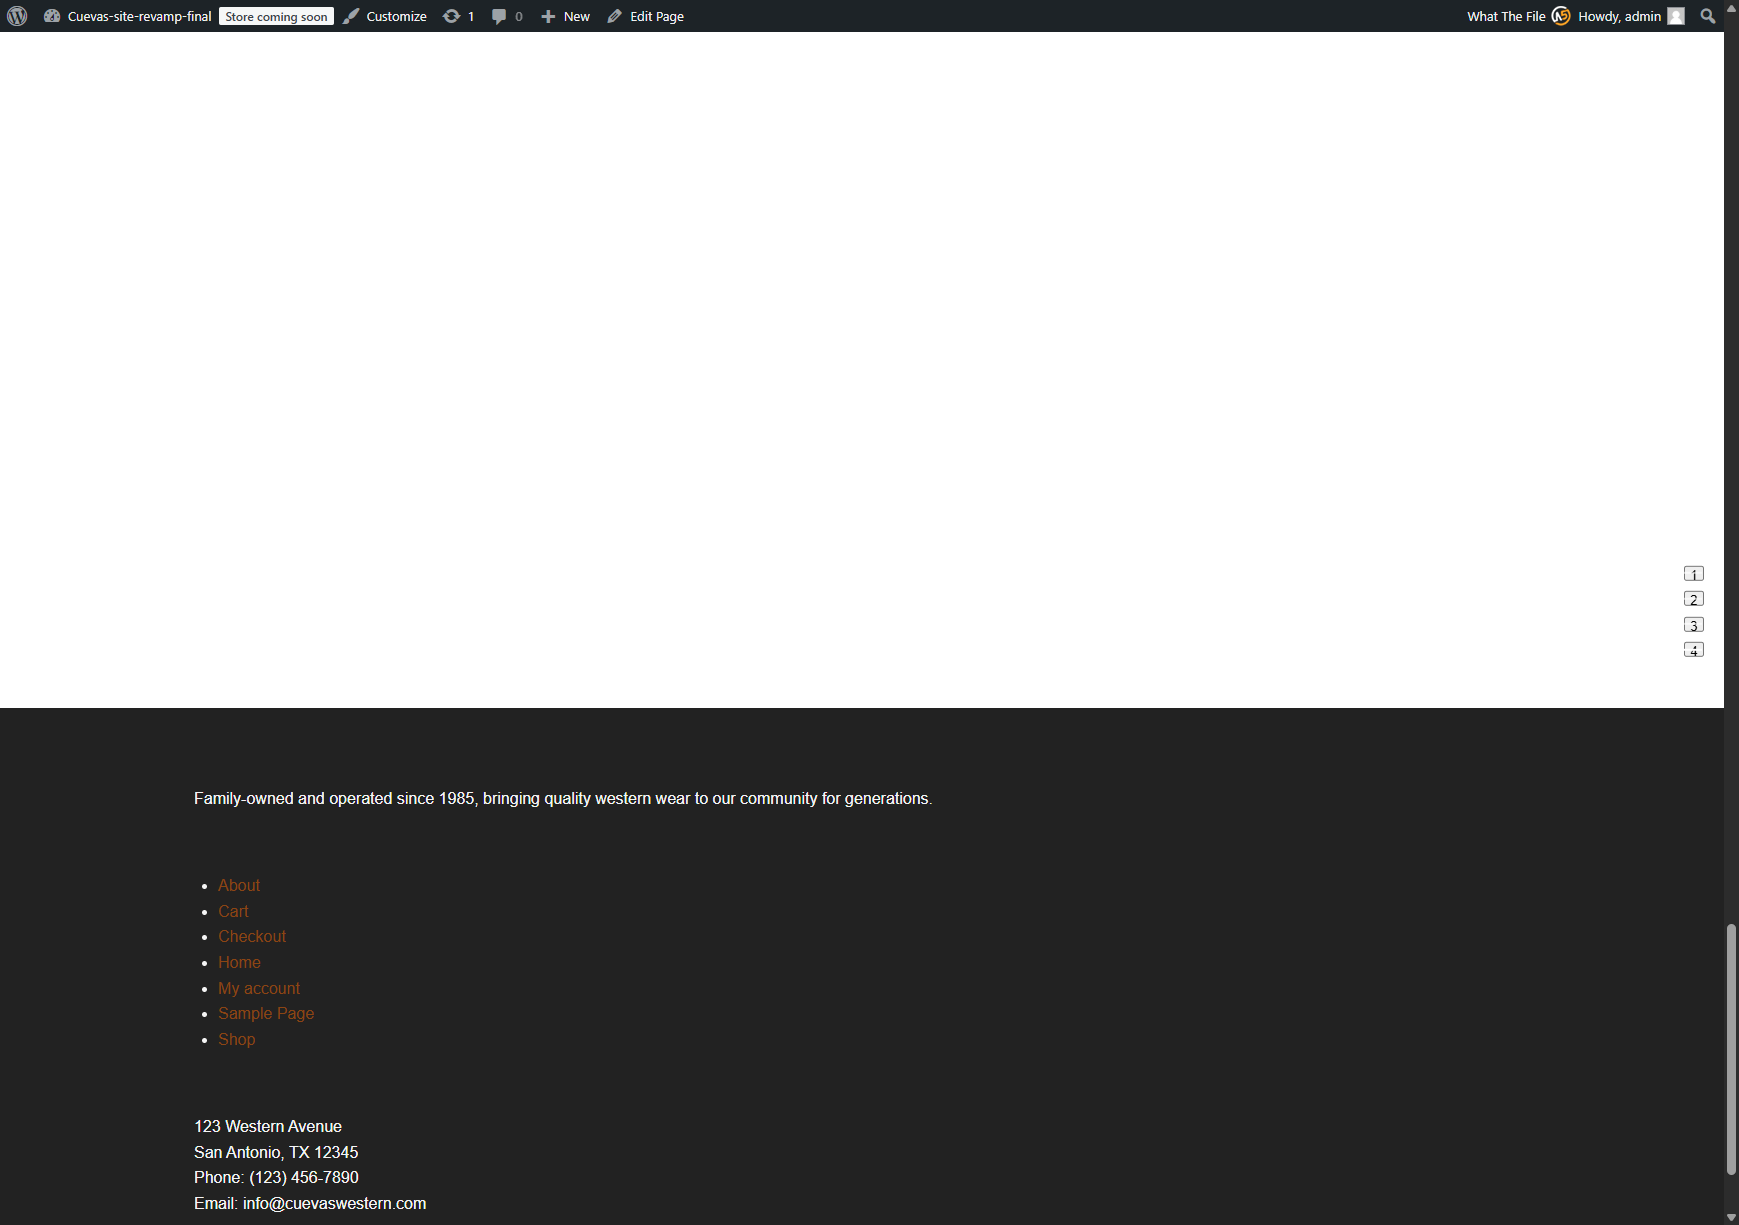 Cuevas-site-revamp-final Store coming soon Customize 1 0 New Edit Page What The File Howdy, admin
1
2
3
4
Family-owned and operated since 1985, bringing quality western wear to our community for generations.
About
Cart
Checkout
Home
My account
Sample Page
Shop
123 Western Avenue
San Antonio, TX 12345
Phone: (123) 456-7890
Email: info@cuevaswestern.com